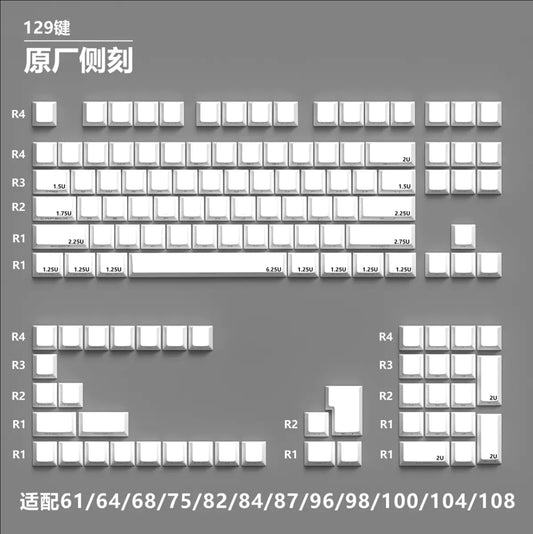 129键
原厂侧刻
R4
R4 2U
R3 1.5U 1.5U
R2 1.75U 2.25U
R1 2.25U 2.75U
R1 1.25U 1.25U 1.25U 6.25U 1.25U 1.25U 1.25U 1.25U
R4 R4
R3 R3
R2 R2 2U
R1 R2 R1
R1 R1 R1 2U 2U
适配61/64/68/75/82/84/87/96/98/100/104/108